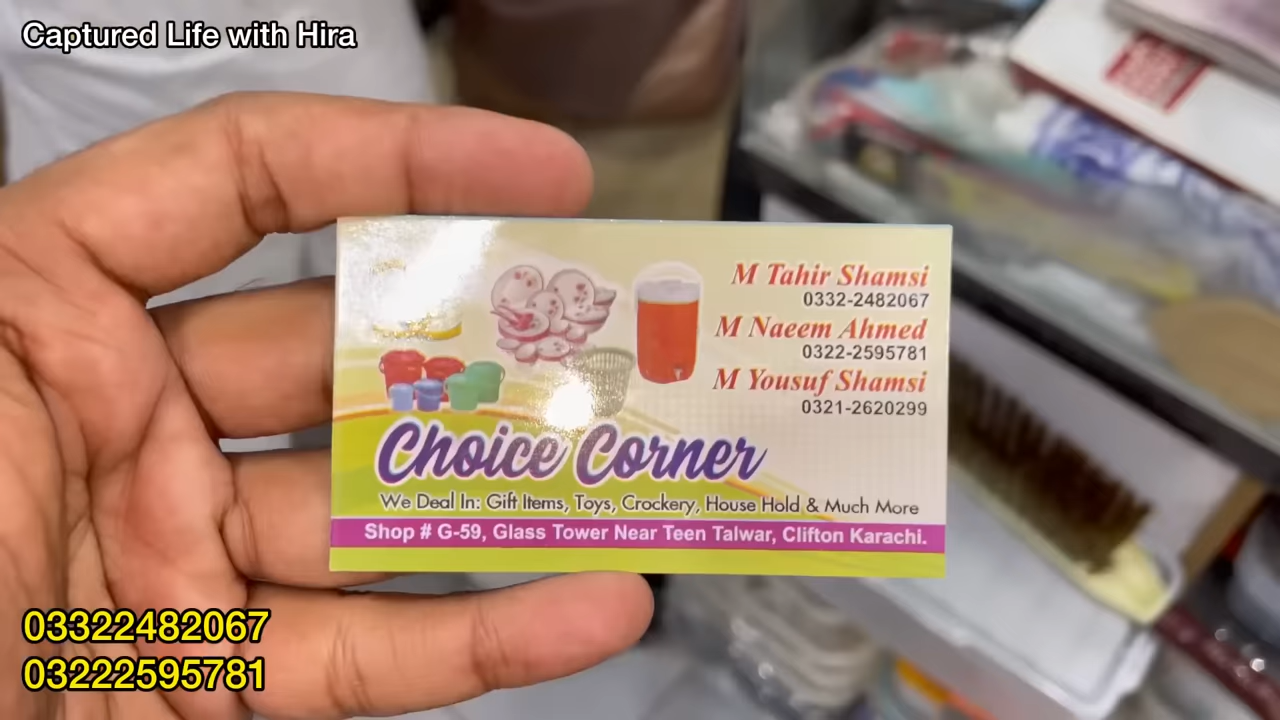 Captured Life with Hira
M Tahir Shamsi
0332-2482067
M Naeem Ahmed
0322-2595781
M Yousuf Shamsi
0321-2620299
Choice Corner
We Deal In: Gift Items, Toys, Crockery, House Hold & Much More
Shop # G-59, Glass Tower Near Teen Talwar, Clifton Karachi.
03322482067
03222595781